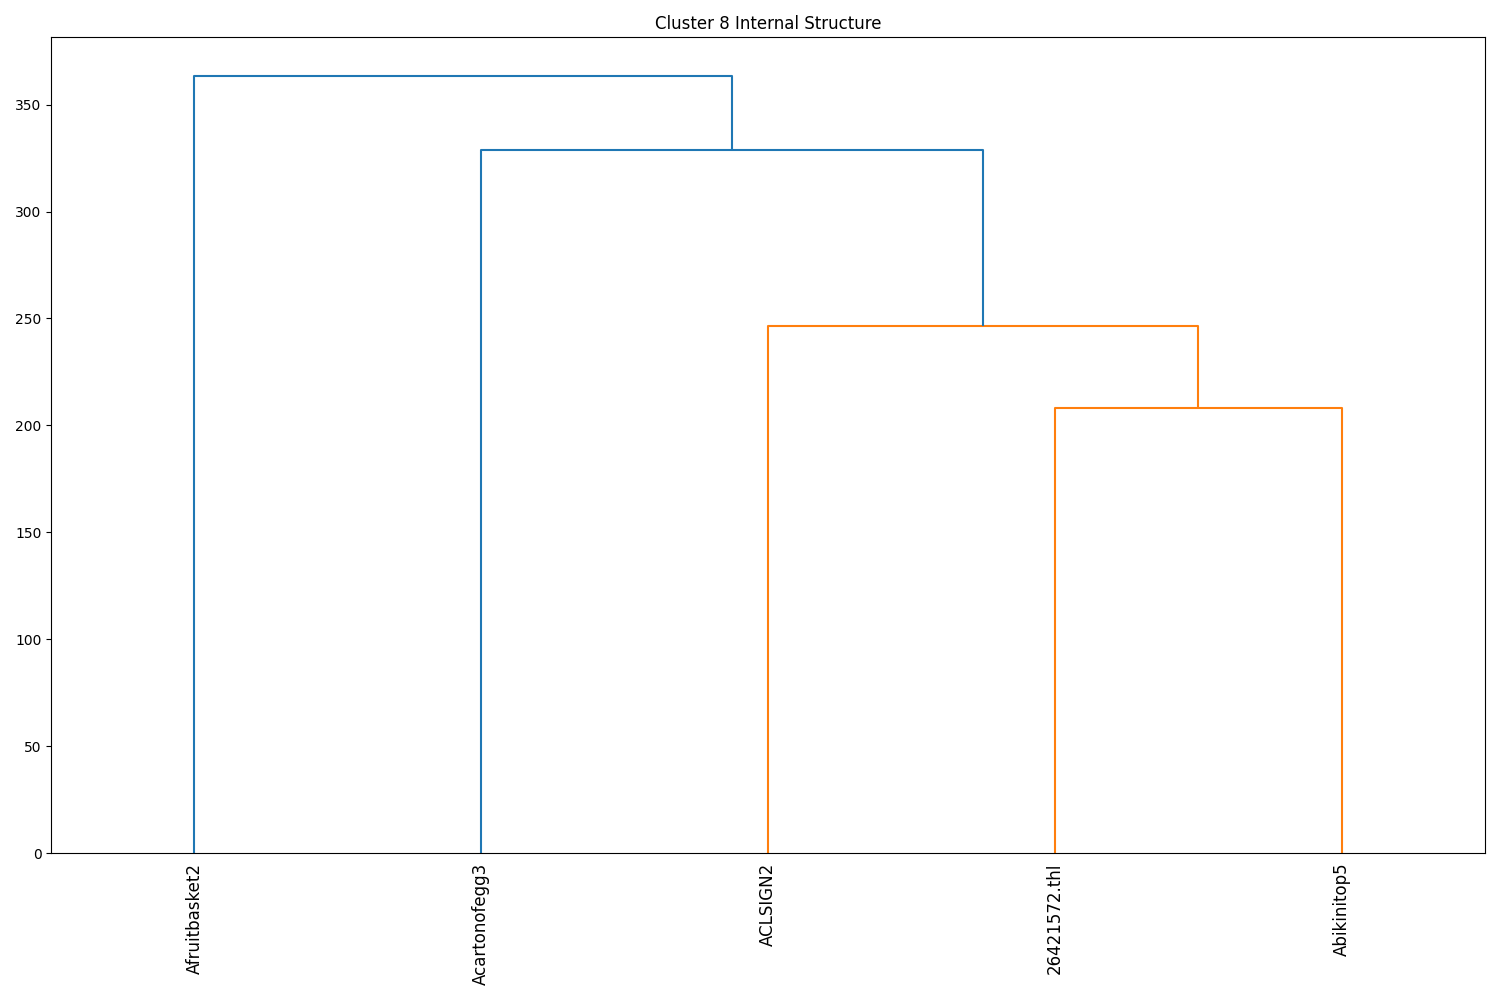 Cluster 8 Internal Structure
350
300
250
200
150
100
50
0
Afruitbasket2
Acartonofegg3
ACLSIGN2
26421572.thl
Abikinitop5